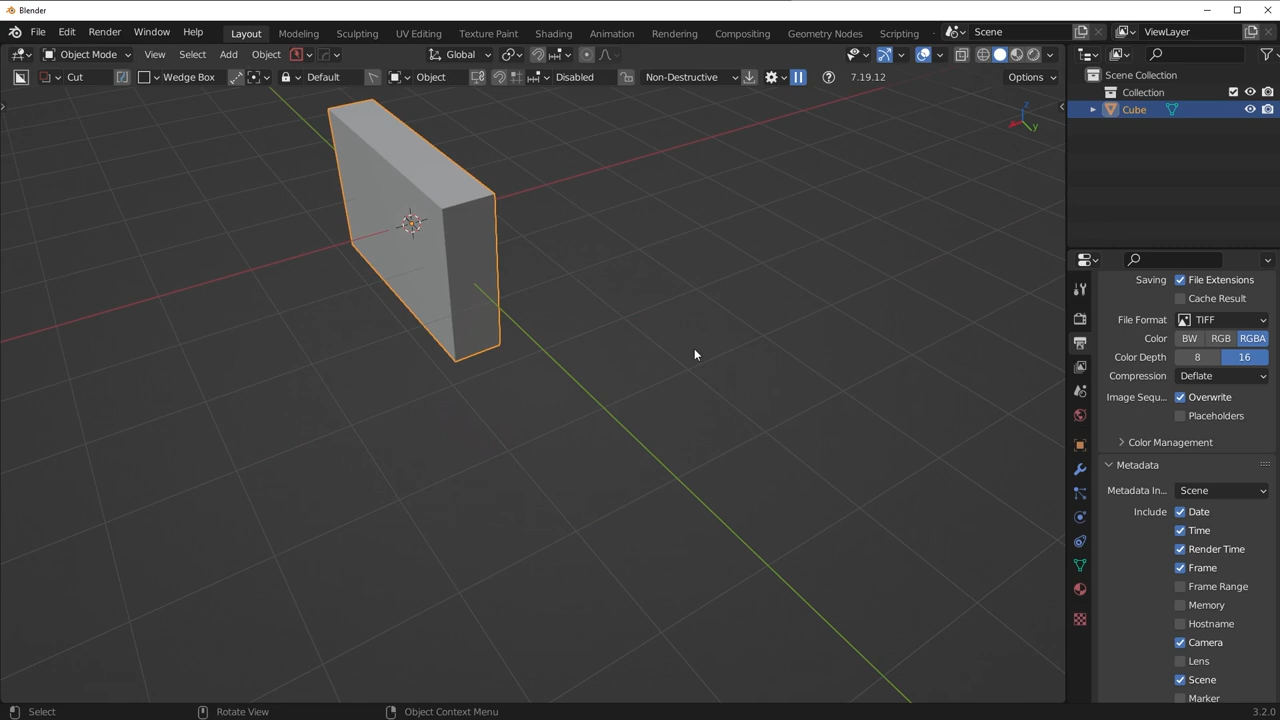 Blender
File Edit Render Window Help Layout Modeling Sculpting UV Editing Texture Paint Shading Animation Rendering Compositing Geometry Nodes Scripting Scene ViewLayer
Object Mode View Select Add Object Global
Cut Wedge Box Default Object Disabled Non-Destructive 7.19.12 Options
Scene Collection
Collection
Cube
z
y
Saving File Extensions
Cache Result
File Format TIFF
Color BW RGB RGBA
Color Depth 8 16
Compression Deflate
Image Sequ... Overwrite
Placeholders
Color Management
Metadata
Metadata In... Scene
Include Date
Time
Render Time
Frame
Frame Range
Memory
Hostname
Camera
Lens
Scene
Marker
Select Rotate View Object Context Menu 3.2.0